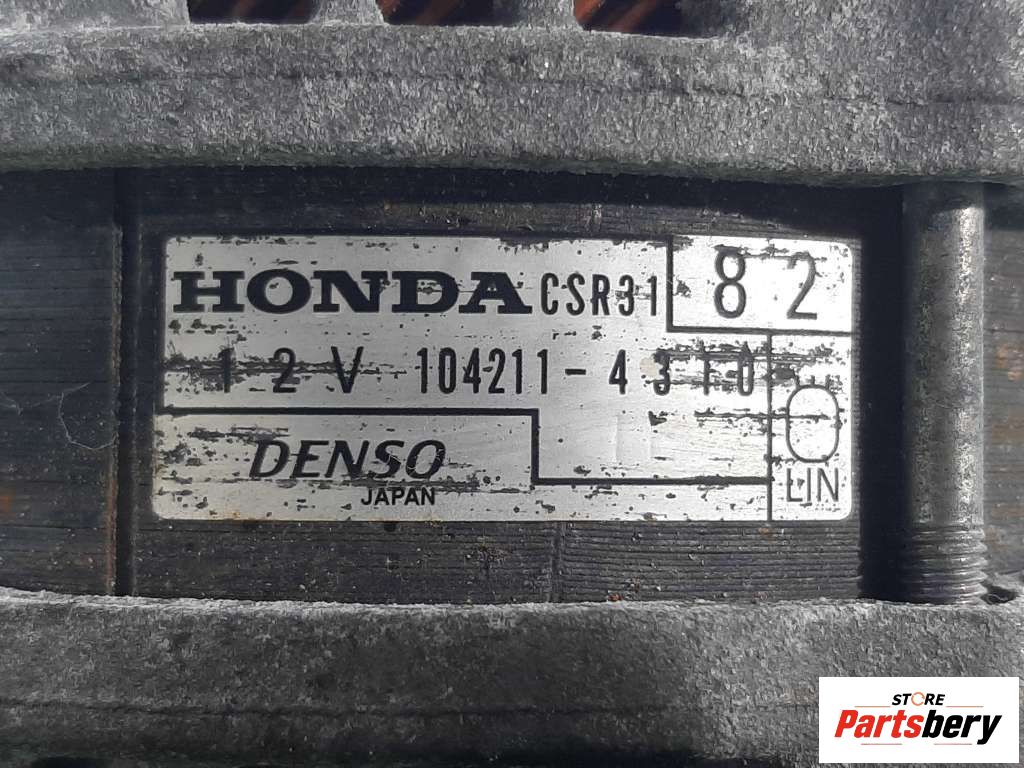 HONDA CSR31 82
12V 104211-4310
DENSO
JAPAN
LIN
STORE
Partsbery